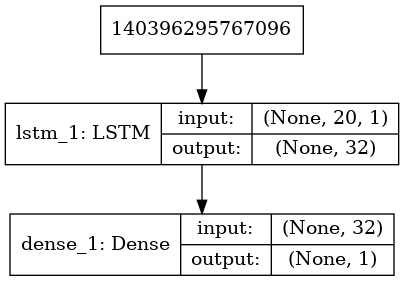 140396295767096
lstm_1: LSTM
input:
(None, 20, 1)
output:
(None, 32)
dense_1: Dense
input:
(None, 32)
output:
(None, 1)